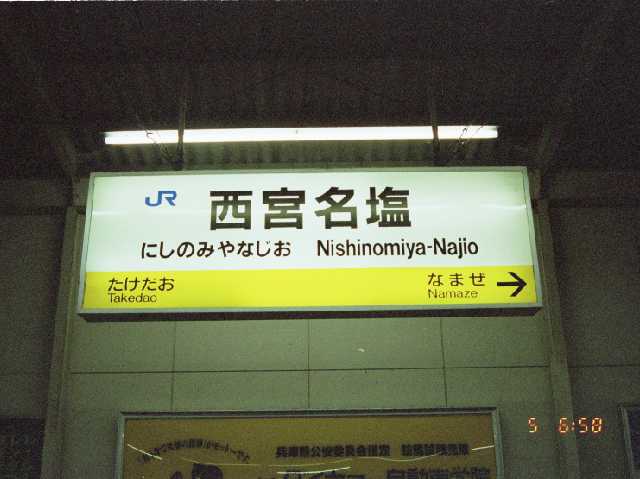 JR 西宮名塩
にしのみやなじお Nishinomiya-Najio
たけだお なまぜ
Takedao Namaze
兵庫県公安委員会指定
5 6:58